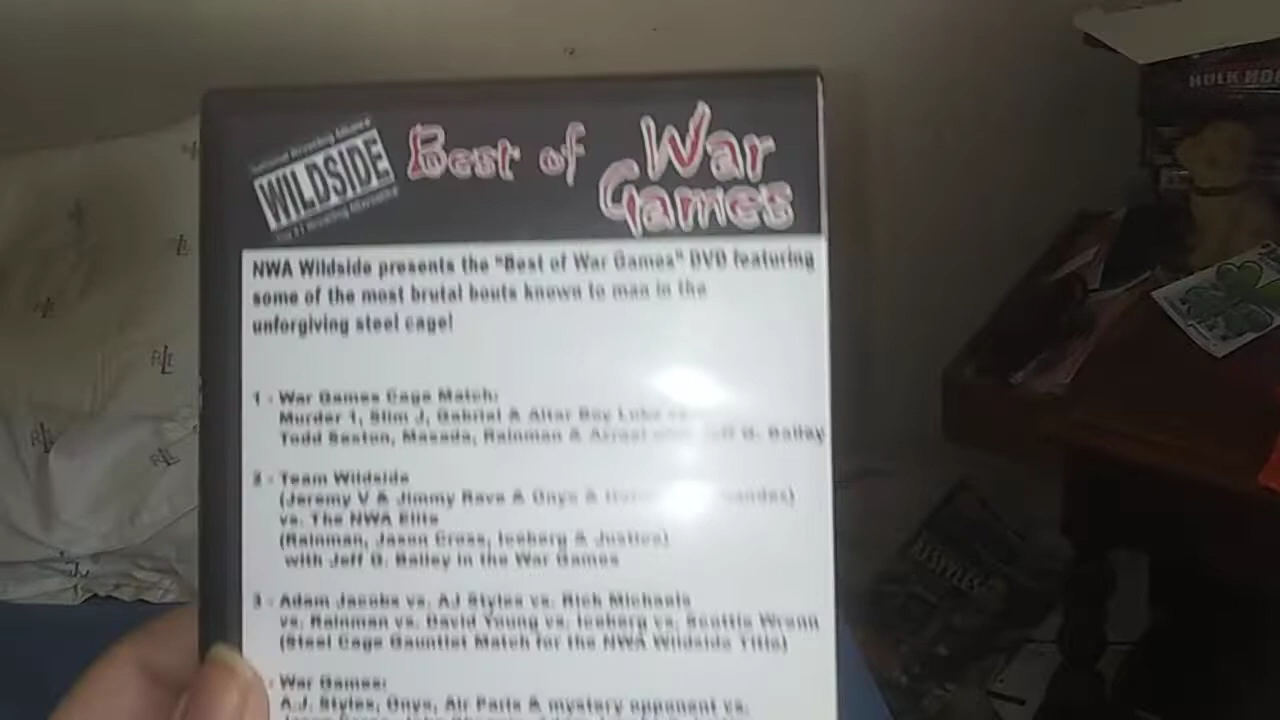 WILDSIDE
Best of War
Games
NWA Wildside presents the "Best of War Games" DVD featuring
some of the most brutal bouts known to man in the
unforgiving steel cage!
1 - War Games Cage Match:
Murder 1, Slim J, Gabriel & Altar Boy Luke
Todd Sexton, Masada, Rainman & G. Bailey
2 - Team Wildside
(Jeremy V & Jimmy Rave & Onyx &
vs. The NWA Elite
(Rainman, Jason Cross, Iceberg & Justice)
with Jeff G. Bailey in the War Games
3 - Adam Jacobs vs. AJ Styles vs. Rick Michaels
vs. Rainman vs. David Young vs. Iceberg vs. Scottie Wrenn
(Steel Cage Gauntlet Match for the NWA Wildside Title)
- War Games:
A.J. Styles, Onyx, Air Paris & mystery opponent vs.
HULK